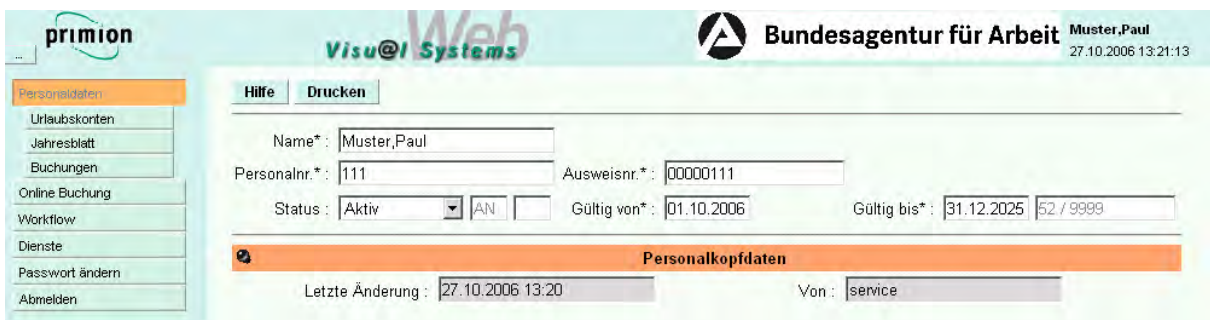 primion
...
Web
Visu@l Systems
Bundesagentur für Arbeit
Muster,Paul
27.10.2006 13:21:13
Personaldaten
Urlaubskonten
Jahresblatt
Buchungen
Online Buchung
Workflow
Dienste
Passwort ändern
Abmelden
Hilfe Drucken
Name* : Muster,Paul
Personalnr.* : 111 Ausweisnr.* : 00000111
Status : Aktiv AN Gültig von* : 01.10.2006 Gültig bis* : 31.12.2025 52 / 9999
Personalkopfdaten
Letzte Änderung : 27.10.2006 13:20 Von : service